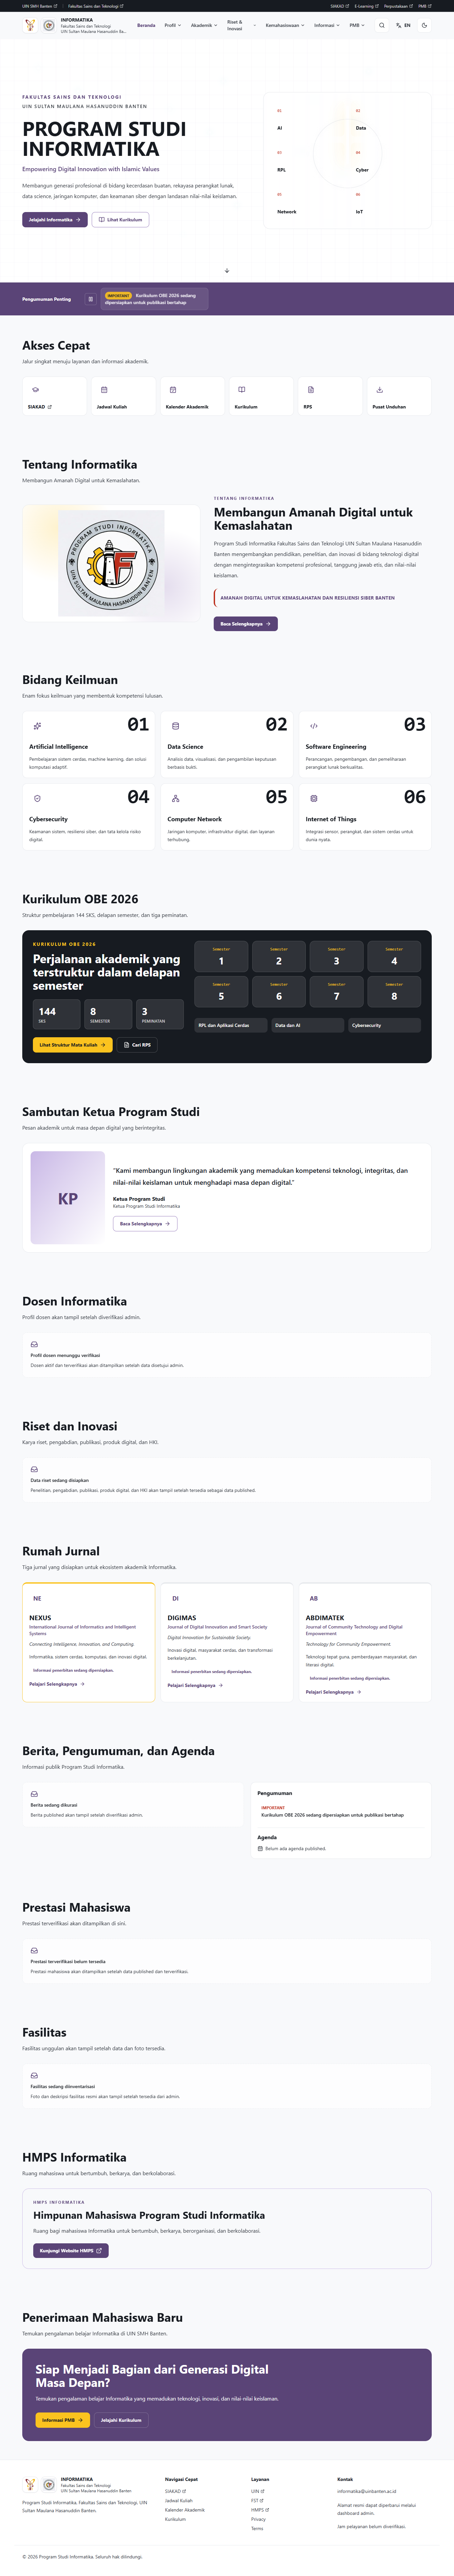 UIN SMH Banten
Fakultas Sains dan Teknologi
SIAKAD
E-Learning
Perpustakaan
PMB
INFORMATIKA
Fakultas Sains dan Teknologi
UIN Sultan Maulana Hasanuddin Ba...
Beranda
Profil
Akademik
Riset & Inovasi
Kemahasiswaan
Informasi
PMB
EN
FAKULTAS SAINS DAN TEKNOLOGI
UIN SULTAN MAULANA HASANUDDIN BANTEN
PROGRAM STUDI
INFORMATIKA
Empowering Digital Innovation with Islamic Values
Membangun generasi profesional di bidang kecerdasan buatan, rekayasa perangkat lunak,
data science, jaringan komputer, dan keamanan siber dengan landasan nilai-nilai keislaman.
Jelajahi Informatika
Lihat Kurikulum
01
AI
02
Data
03
RPL
04
Cyber
05
Network
06
IoT
Pengumuman Penting
IMPORTANT Kurikulum OBE 2026 sedang
dipersiapkan untuk publikasi bertahap
Akses Cepat
Jalur singkat menuju layanan dan informasi akademik.
SIAKAD
Jadwal Kuliah
Kalender Akademik
Kurikulum
RPS
Pusat Unduhan
Tentang Informatika
Membangun Amanah Digital untuk Kemaslahatan.
PROGRAM STUDI INFORMATIKA
UIN SULTAN MAULANA HASANUDDIN BANTEN
TENTANG INFORMATIKA
Membangun Amanah Digital untuk
Kemaslahatan
Program Studi Informatika Fakultas Sains dan Teknologi UIN Sultan Maulana Hasanuddin
Banten mengembangkan pendidikan, penelitian, dan inovasi di bidang teknologi digital
dengan mengintegrasikan kompetensi profesional, tanggung jawab etis, dan nilai-nilai
keislaman.
AMANAH DIGITAL UNTUK KEMASLAHATAN DAN RESILIENSI SIBER BANTEN
Baca Selengkapnya
Bidang Keilmuan
Enam fokus keilmuan yang membentuk kompetensi lulusan.
01
Artificial Intelligence
Pembelajaran sistem cerdas, machine learning, dan solusi
komputasi adaptif.
02
Data Science
Analisis data, visualisasi, dan pengambilan keputusan
berbasis bukti.
03
Software Engineering
Perancangan, pengembangan, dan pemeliharaan
perangkat lunak berkualitas.
04
Cybersecurity
Keamanan sistem, resiliensi siber, dan tata kelola risiko
digital.
05
Computer Network
Jaringan komputer, infrastruktur digital, dan layanan
terhubung.
06
Internet of Things
Integrasi sensor, perangkat, dan sistem cerdas untuk
dunia nyata.
Kurikulum OBE 2026
Struktur pembelajaran 144 SKS, delapan semester, dan tiga peminatan.
KURIKULUM OBE 2026
Perjalanan akademik yang
terstruktur dalam delapan
semester
144
SKS
8
SEMESTER
3
PEMINATAN
Lihat Struktur Mata Kuliah
Cari RPS
Semester
1
Semester
2
Semester
3
Semester
4
Semester
5
Semester
6
Semester
7
Semester
8
RPL dan Aplikasi Cerdas
Data dan AI
Cybersecurity
Sambutan Ketua Program Studi
Pesan akademik untuk masa depan digital yang berintegritas.
KP
"Kami membangun lingkungan akademik yang memadukan kompetensi teknologi, integritas, dan
nilai-nilai keislaman untuk menghadapi masa depan digital."
Ketua Program Studi
Ketua Program Studi Informatika
Baca Selengkapnya
Dosen Informatika
Profil dosen akan tampil setelah diverifikasi admin.
Profil dosen menunggu verifikasi
Dosen aktif dan terverifikasi akan ditampilkan setelah data disetujui admin.
Riset dan Inovasi
Karya riset, pengabdian, publikasi, produk digital, dan HKI.
Data riset sedang disiapkan
Penelitian, pengabdian, publikasi, produk digital, dan HKI akan tampil setelah tersedia sebagai data published.
Rumah Jurnal
Tiga jurnal yang disiapkan untuk ekosistem akademik Informatika.
NE
NEXUS
International Journal of Informatics and Intelligent
Systems
Connecting Intelligence, Innovation, and Computing.
Informatika, sistem cerdas, komputasi, dan inovasi digital.
Informasi penerbitan sedang dipersiapkan.
Pelajari Selengkapnya
DI
DIGIMAS
Journal of Digital Innovation and Smart Society
Digital Innovation for Sustainable Society.
Inovasi digital, masyarakat cerdas, dan transformasi
berkelanjutan.
Informasi penerbitan sedang dipersiapkan.
Pelajari Selengkapnya
AB
ABDIMATEK
Journal of Community Technology and Digital
Empowerment
Technology for Community Empowerment.
Teknologi tepat guna, pemberdayaan masyarakat, dan
literasi digital.
Informasi penerbitan sedang dipersiapkan.
Pelajari Selengkapnya
Berita, Pengumuman, dan Agenda
Informasi publik Program Studi Informatika.
Berita sedang dikurasi
Berita published akan tampil setelah diverifikasi admin.
Pengumuman
IMPORTANT
Kurikulum OBE 2026 sedang dipersiapkan untuk publikasi bertahap
Agenda
Belum ada agenda published.
Prestasi Mahasiswa
Prestasi terverifikasi akan ditampilkan di sini.
Prestasi terverifikasi belum tersedia
Prestasi mahasiswa akan ditampilkan setelah data published dan terverifikasi.
Fasilitas
Fasilitas unggulan akan tampil setelah data dan foto tersedia.
Fasilitas sedang diinventarisasi
Foto dan deskripsi fasilitas resmi akan tampil setelah tersedia dari admin.
HMPS Informatika
Ruang mahasiswa untuk bertumbuh, berkarya, dan berkolaborasi.
HMPS INFORMATIKA
Himpunan Mahasiswa Program Studi Informatika
Ruang bagi mahasiswa Informatika untuk bertumbuh, berkarya, berorganisasi, dan berkolaborasi.
Kunjungi Website HMPS
Penerimaan Mahasiswa Baru
Temukan pengalaman belajar Informatika di UIN SMH Banten.
Siap Menjadi Bagian dari Generasi Digital
Masa Depan?
Temukan pengalaman belajar Informatika yang memadukan teknologi, inovasi, dan nilai-nilai keislaman.
Informasi PMB
Jelajahi Kurikulum
INFORMATIKA
Fakultas Sains dan Teknologi
UIN Sultan Maulana Hasanuddin Banten
Program Studi Informatika, Fakultas Sains dan Teknologi, UIN
Sultan Maulana Hasanuddin Banten.
Navigasi Cepat
SIAKAD
Jadwal Kuliah
Kalender Akademik
Kurikulum
Layanan
UIN
FST
HMPS
Privacy
Terms
Kontak
informatika@uinbanten.ac.id
Alamat resmi dapat diperbarui melalui
dashboard admin.
Jam pelayanan belum diverifikasi.
© 2026 Program Studi Informatika. Seluruh hak dilindungi.